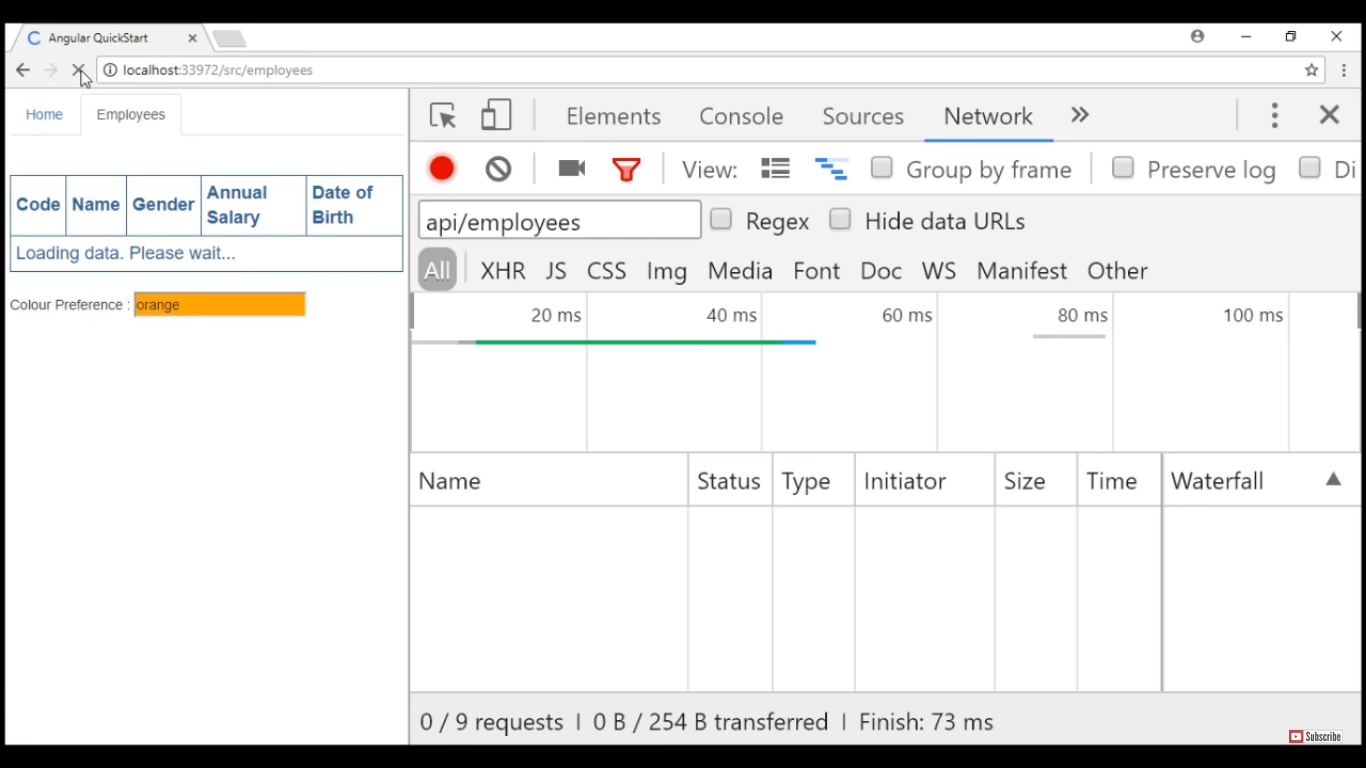 Angular QuickStart
localhost:33972/src/employees
Home Employees
Code Name Gender Annual Salary Date of Birth
Loading data. Please wait...
Colour Preference : orange
Elements Console Sources Network
View: Group by frame Preserve log Di
api/employees Regex Hide data URLs
All XHR JS CSS Img Media Font Doc WS Manifest Other
20 ms 40 ms 60 ms 80 ms 100 ms
Name Status Type Initiator Size Time Waterfall
0 / 9 requests | 0 B / 254 B transferred | Finish: 73 ms
Subscribe